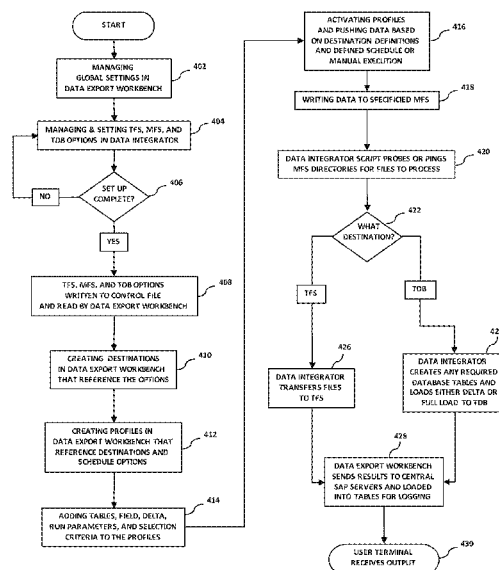 START
MANAGING
GLOBAL SETTINGS IN
DATA EXPORT WORKBENCH
402
MANAGING & SETTING TFS, MFS, AND
TDB OPTIONS IN DATA INTEGRATOR
404
SET UP
COMPLETE?
406
NO
YES
TFS, MFS, AND TDB OPTIONS
WRITTEN TO CONTROL FILE
AND READ BY DATA EXPORT WORKBENCH
408
CREATING DESTINATIONS
IN DATA EXPORT WORKBENCH
THAT REFERENCE THE OPTIONS
410
CREATING PROFILES IN
DATA EXPORT WORKBENCH THAT
REFERENCE DESTINATIONS AND
SCHEDULE OPTIONS
412
ADDING TABLES, FIELD, DELTA,
RUN PARAMETERS, AND SELECTION
CRITERIA TO THE PROFILES
414
ACTIVATING PROFILES
AND PUSHING DATA BASED
ON DESTINATION DEFINITIONS
AND DEFINED SCHEDULE OR
MANUAL EXECUTION
416
WRITING DATA TO SPECIFIED MFS
418
DATA INTEGRATOR SCRIPT PROBES OR PINGS
MFS DIRECTORIES FOR FILES TO PROCESS
420
WHAT
DESTINATION?
422
TFS
TDB
426
DATA INTEGRATOR
TRANSFERS FILES
TO TFS
DATA INTEGRATOR
CREATES ANY REQUIRED
DATABASE TABLES AND
LOADS EITHER DELTA OR
FULL LOAD TO TDB
428
DATA EXPORT WORKBENCH
SENDS RESULTS TO CENTRAL
SAP SERVERS AND LOADED
INTO TABLES FOR LOGGING
USER TERMINAL
RECEIVES OUTPUT
430